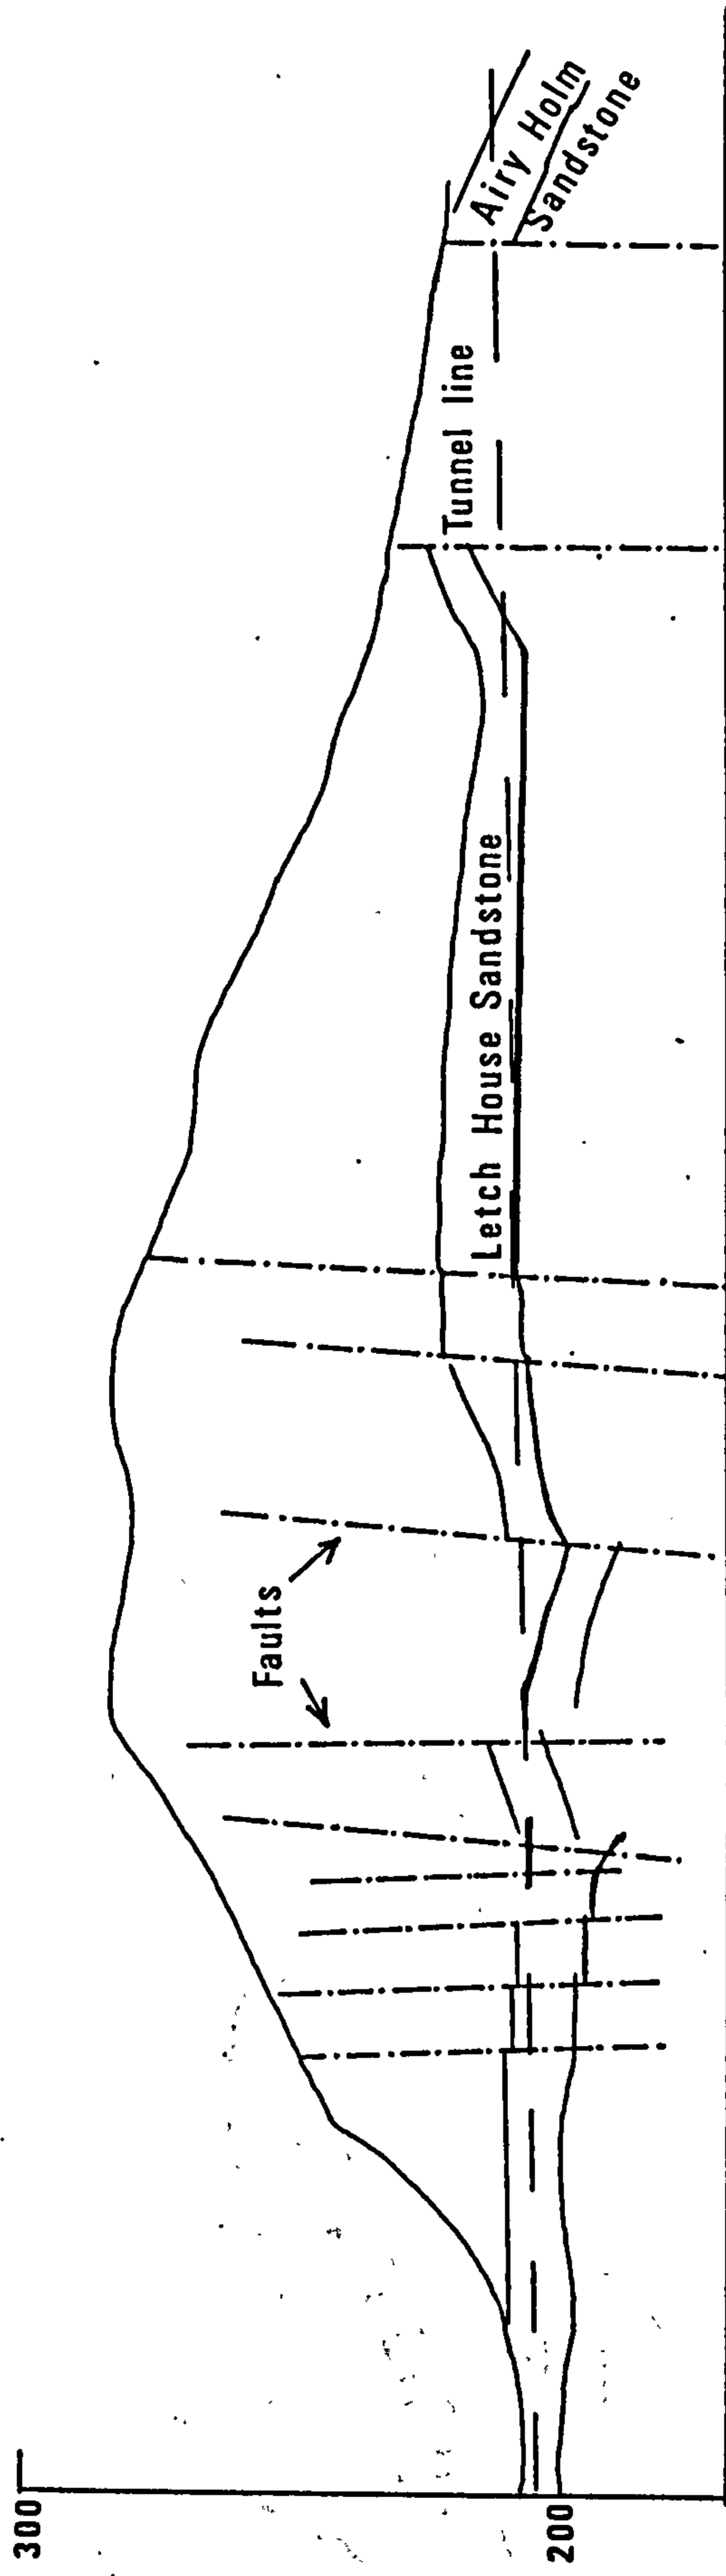 300
200
Faults
Letch House Sandstone
Tunnel line
Airy Holm
Sandstone